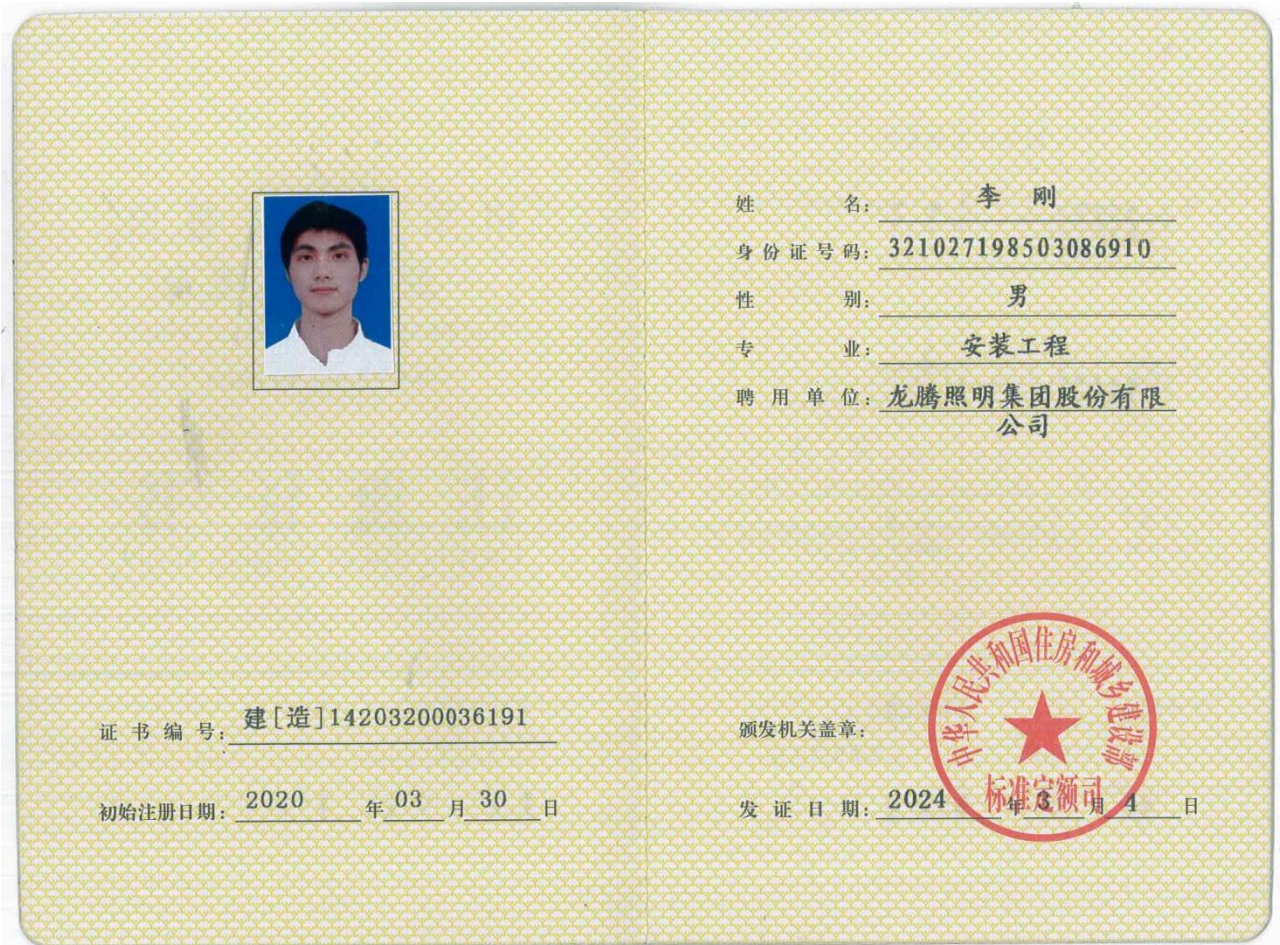 姓 名: 李 刚
身份证号码: 321027198503086910
性 别: 男
专 业: 安装工程
聘用单位: 龙腾照明集团股份有限
公司
证书编号: 建[造]14203200036191
初始注册日期: 2020 年 03 月 30 日
颁发机关盖章:
中华人民共和国住房和城乡建设部
标准定额司
发证日期: 2024 年 3 月 4 日